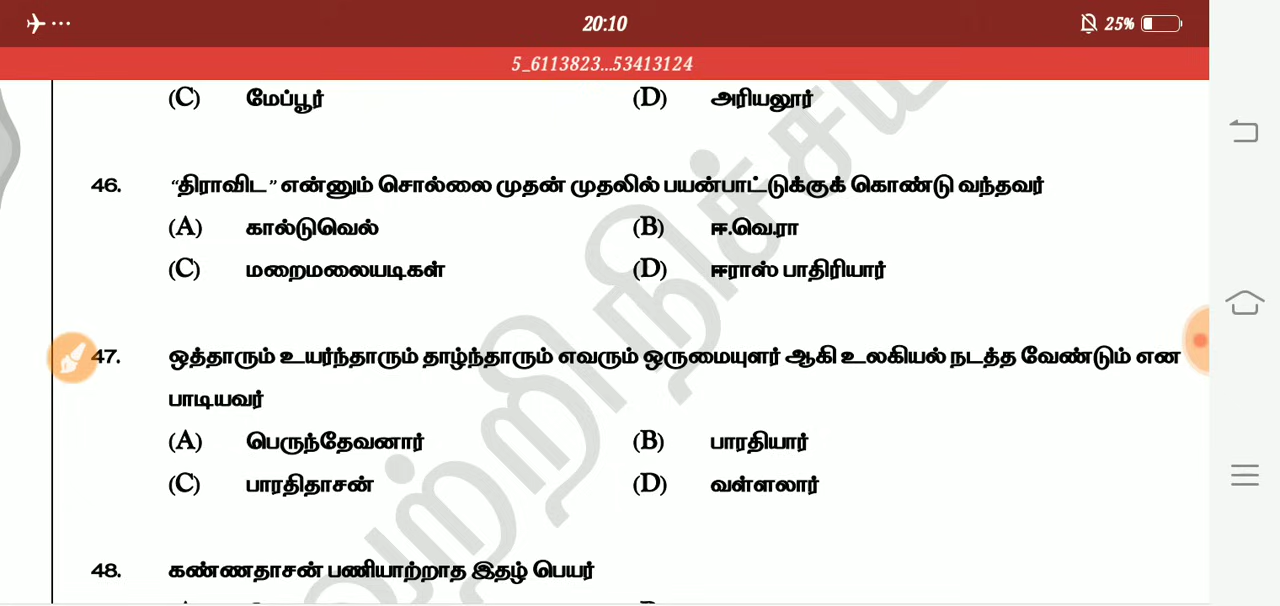 20:10
25%
5_6113823...53413124
(C) மேப்பூர் (D) அரியலூர்
46. “திராவிட” என்னும் சொல்லை முதன் முதலில் பயன்பாட்டுக்குக் கொண்டு வந்தவர்
(A) கால்டுவெல் (B) ஈ.வெ.ரா
(C) மறைமலையடிகள் (D) ஈராஸ் பாதிரியார்
47. ஒத்தாரும் உயர்ந்தாரும் தாழ்ந்தாரும் எவரும் ஒருமையுளர் ஆகி உலகியல் நடத்த வேண்டும் என
பாடியவர்
(A) பெருந்தேவனார் (B) பாரதியார்
(C) பாரதிதாசன் (D) வள்ளலார்
48. கண்ணதாசன் பணியாற்றாத இதழ் பெயர்